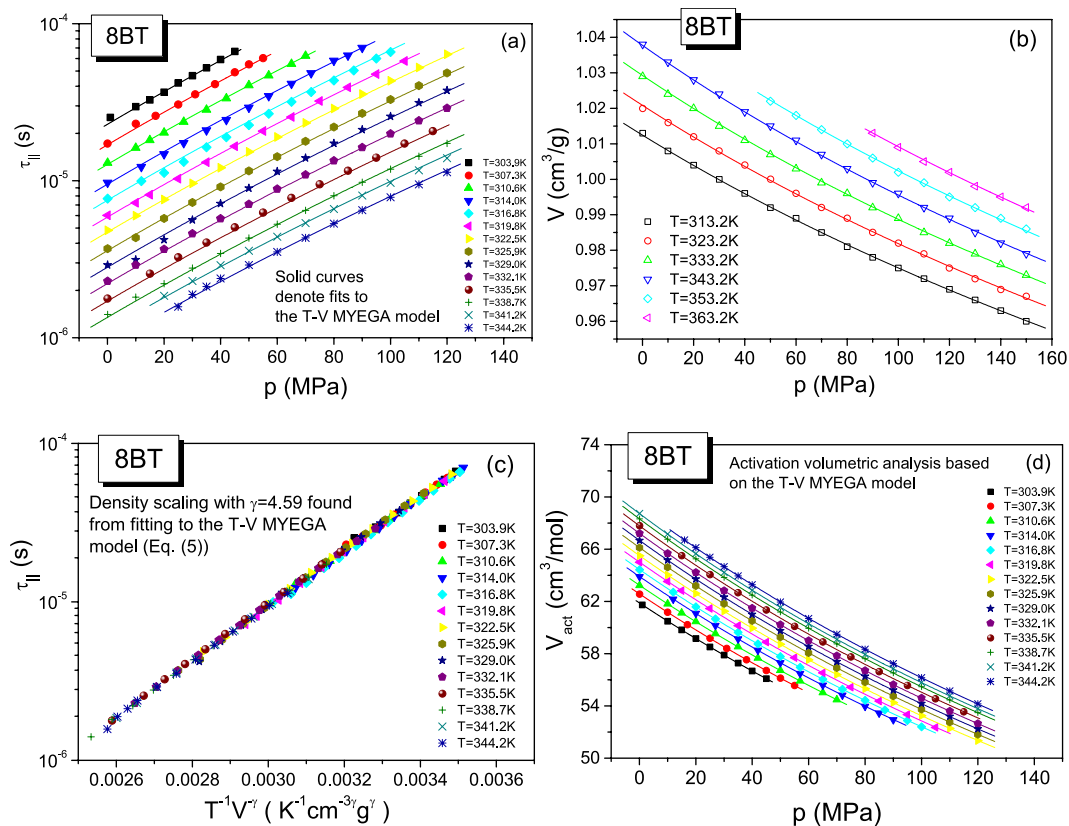 8BT
(a)
10⁻⁴
10⁻⁵
10⁻⁶
τ|| (s)
T=303.9K
T=307.3K
T=310.6K
T=314.0K
T=316.8K
T=319.8K
T=322.5K
T=325.9K
T=329.0K
T=332.1K
T=335.5K
T=338.7K
T=341.2K
T=344.2K
Solid curves
denote fits to
the T-V MYEGA model
0 20 40 60 80 100 120 140
p (MPa)
8BT
(b)
1.04
1.03
1.02
1.01
1.00
0.99
0.98
0.97
0.96
V (cm³/g)
T=313.2K
T=323.2K
T=333.2K
T=343.2K
T=353.2K
T=363.2K
0 20 40 60 80 100 120 140 160
p (MPa)
8BT
(c)
10⁻⁴
10⁻⁵
10⁻⁶
τ|| (s)
Density scaling with γ=4.59 found
from fitting to the T-V MYEGA
model (Eq. (5))
T=303.9K
T=307.3K
T=310.6K
T=314.0K
T=316.8K
T=319.8K
T=322.5K
T=325.9K
T=329.0K
T=332.1K
T=335.5K
T=338.7K
T=341.2K
T=344.2K
0.0026 0.0028 0.0030 0.0032 0.0034 0.0036
T⁻¹V⁻ᵞ ( K⁻¹cm⁻³ᵞgᵞ )
8BT
(d)
Activation volumetric analysis based
on the T-V MYEGA model
74
70
66
62
58
54
50
V_act (cm³/mol)
T=303.9K
T=307.3K
T=310.6K
T=314.0K
T=316.8K
T=319.8K
T=322.5K
T=325.9K
T=329.0K
T=332.1K
T=335.5K
T=338.7K
T=341.2K
T=344.2K
0 20 40 60 80 100 120 140
p (MPa)